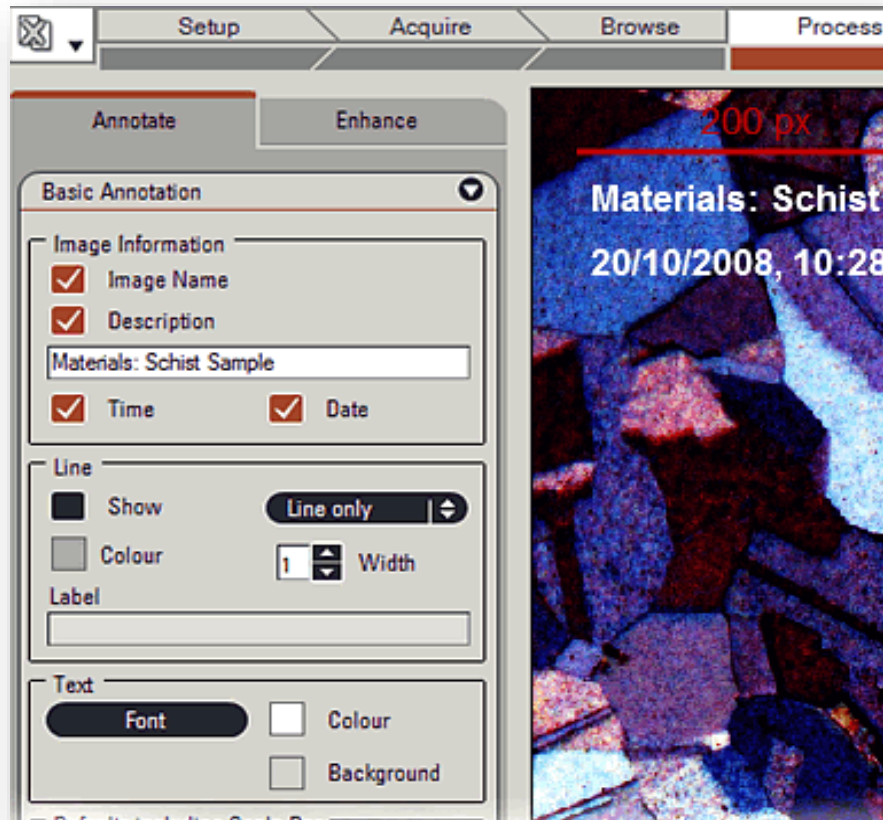 Setup Acquire Browse Process
Annotate Enhance
200 px
Basic Annotation
Materials: Schist
Image Information
Image Name
20/10/2008, 10:28
Description
Materials: Schist Sample
Time Date
Line
Show Line only
Colour 1 Width
Label
Text
Font Colour
Background